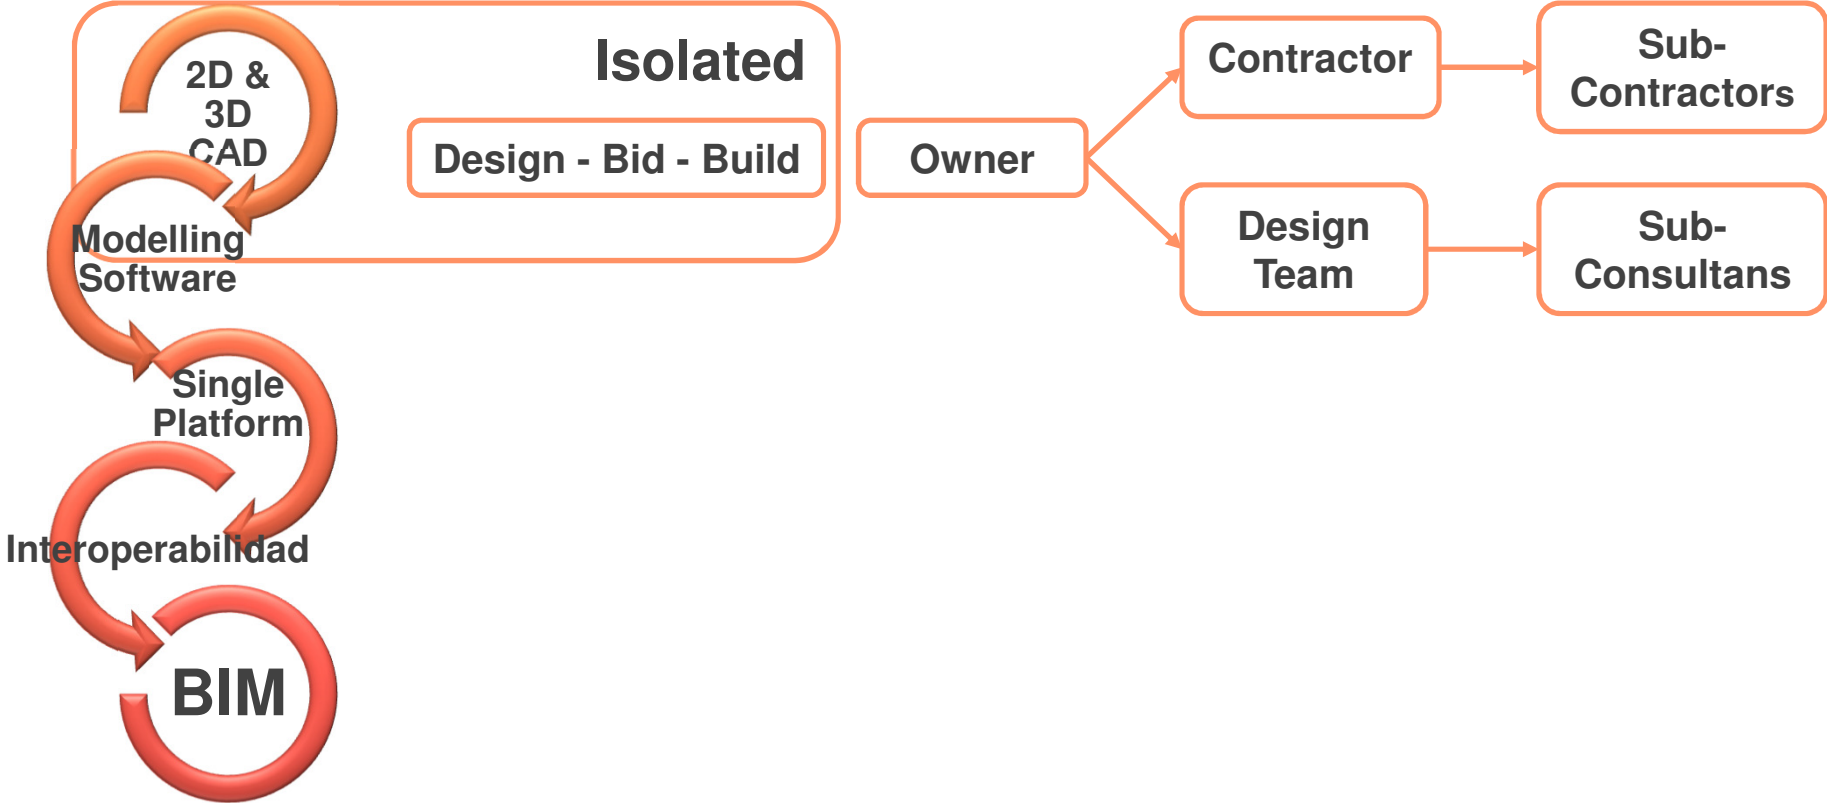 2D &
3D
CAD
Modelling
Software
Single
Platform
Interoperabilidad
BIM
Isolated
Design - Bid - Build
Owner
Contractor
Sub-
Contractors
Design
Team
Sub-
Consultans